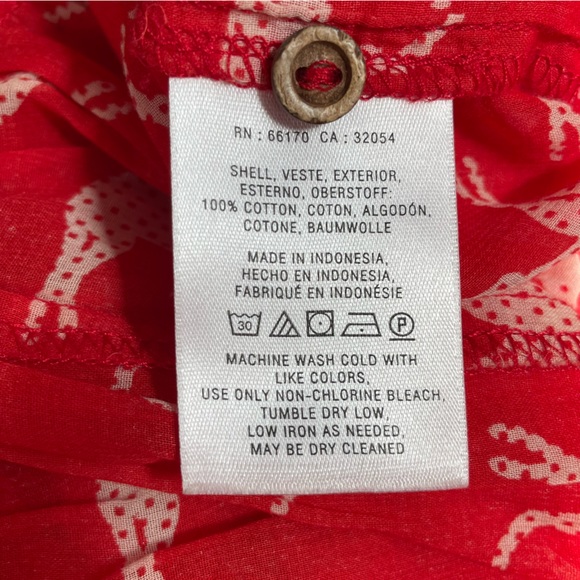 RN : 66170 CA : 32054
SHELL, VESTE, EXTERIOR,
ESTERNO, OBERSTOFF:
100% COTTON, COTON, ALGODÓN,
COTONE, BAUMWOLLE
MADE IN INDONESIA,
HECHO EN INDONESIA,
FABRIQUÉ EN INDONÉSIE
30 P
MACHINE WASH COLD WITH
LIKE COLORS,
USE ONLY NON-CHLORINE BLEACH,
TUMBLE DRY LOW,
LOW IRON AS NEEDED,
MAY BE DRY CLEANED